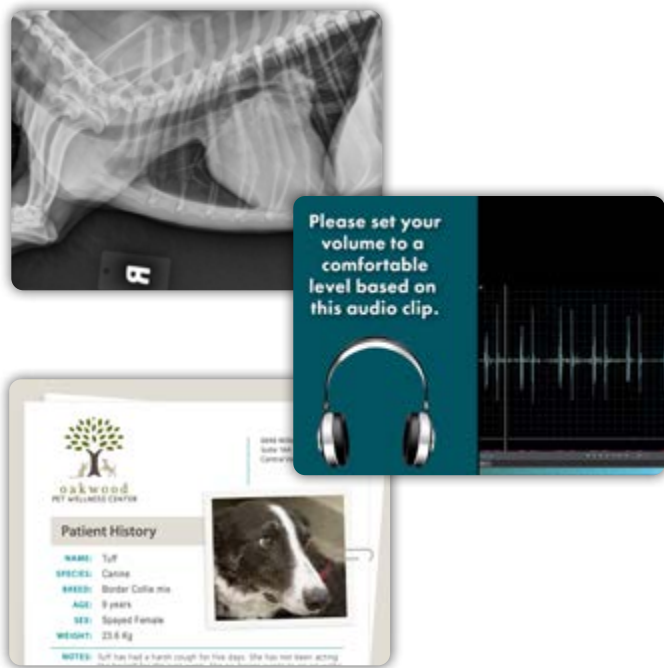 R
Please set your
volume to a
comfortable
level based on
this audio clip.
oakwood
PET WELLNESS CENTER
Patient History
NAME: Tuff
SPECIES: Canine
BREED: Border Collie mix
AGE: 9 years
SEX: Spayed Female
WEIGHT: 23.6 Kg
NOTES: Tuff has had a harsh cough for five days. She has not been acting